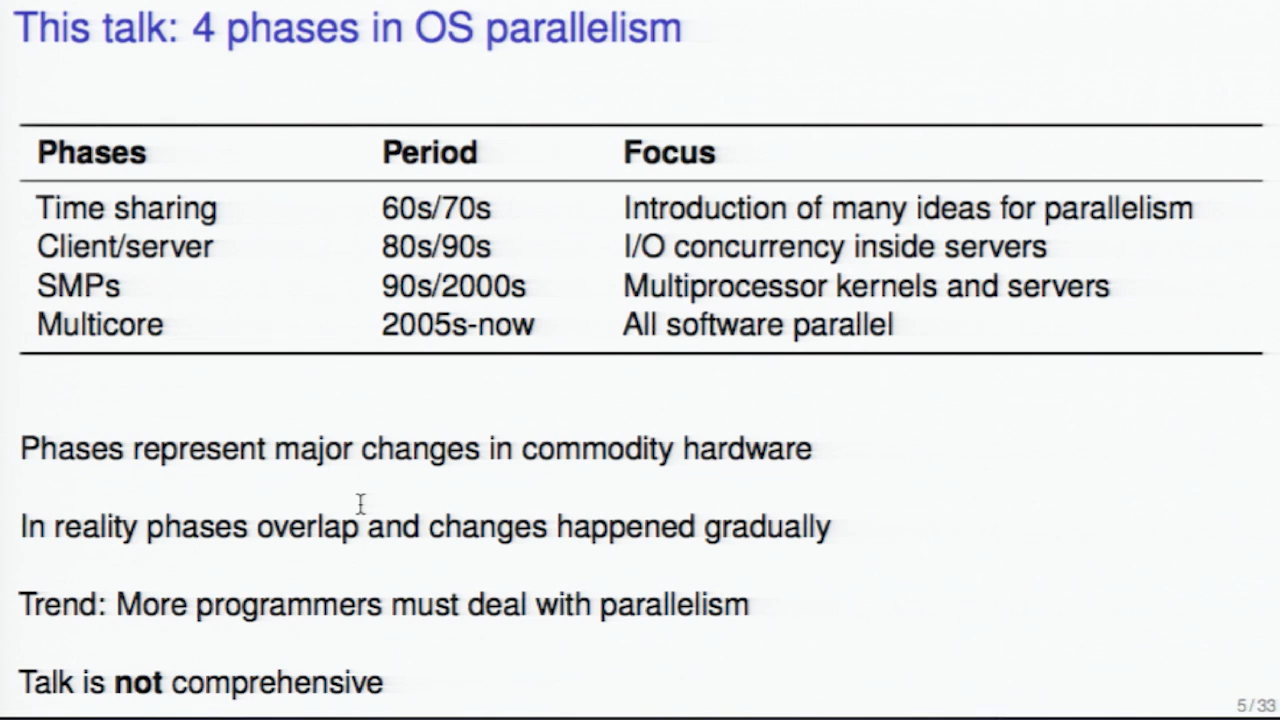 This talk: 4 phases in OS parallelism
Phases Period Focus
Time sharing 60s/70s Introduction of many ideas for parallelism
Client/server 80s/90s I/O concurrency inside servers
SMPs 90s/2000s Multiprocessor kernels and servers
Multicore 2005s-now All software parallel
Phases represent major changes in commodity hardware
In reality phases overlap and changes happened gradually
Trend: More programmers must deal with parallelism
Talk is not comprehensive
5/33